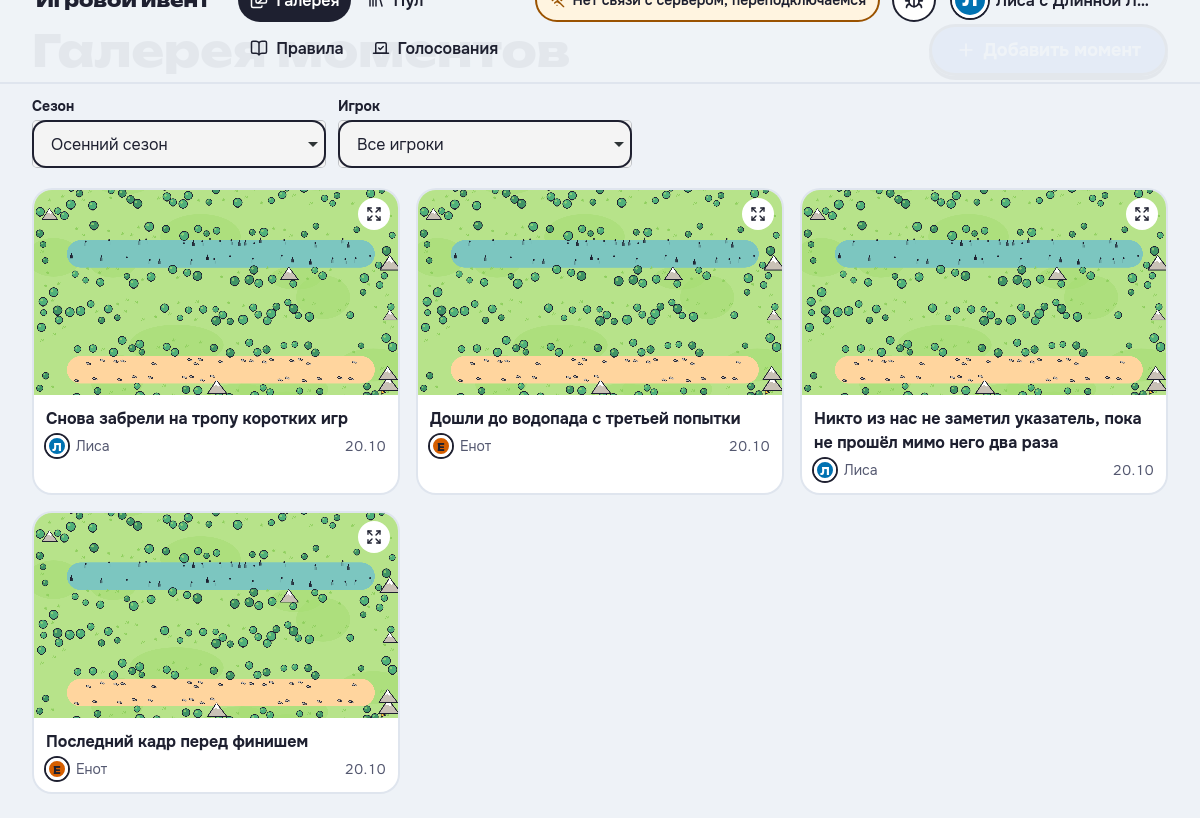 Игровой ивент
Галерея
Пул
Нет связи с сервером, переподключаемся
Л
Лиса с Длинной Л...
Правила
Голосования
Галерея моментов
+ Добавить момент
Сезон
Игрок
Осенний сезон
Все игроки
Снова забрели на тропу коротких игр
Л Лиса 20.10
Дошли до водопада с третьей попытки
Е Енот 20.10
Никто из нас не заметил указатель, пока
не прошёл мимо него два раза
Л Лиса 20.10
Последний кадр перед финишем
Е Енот 20.10